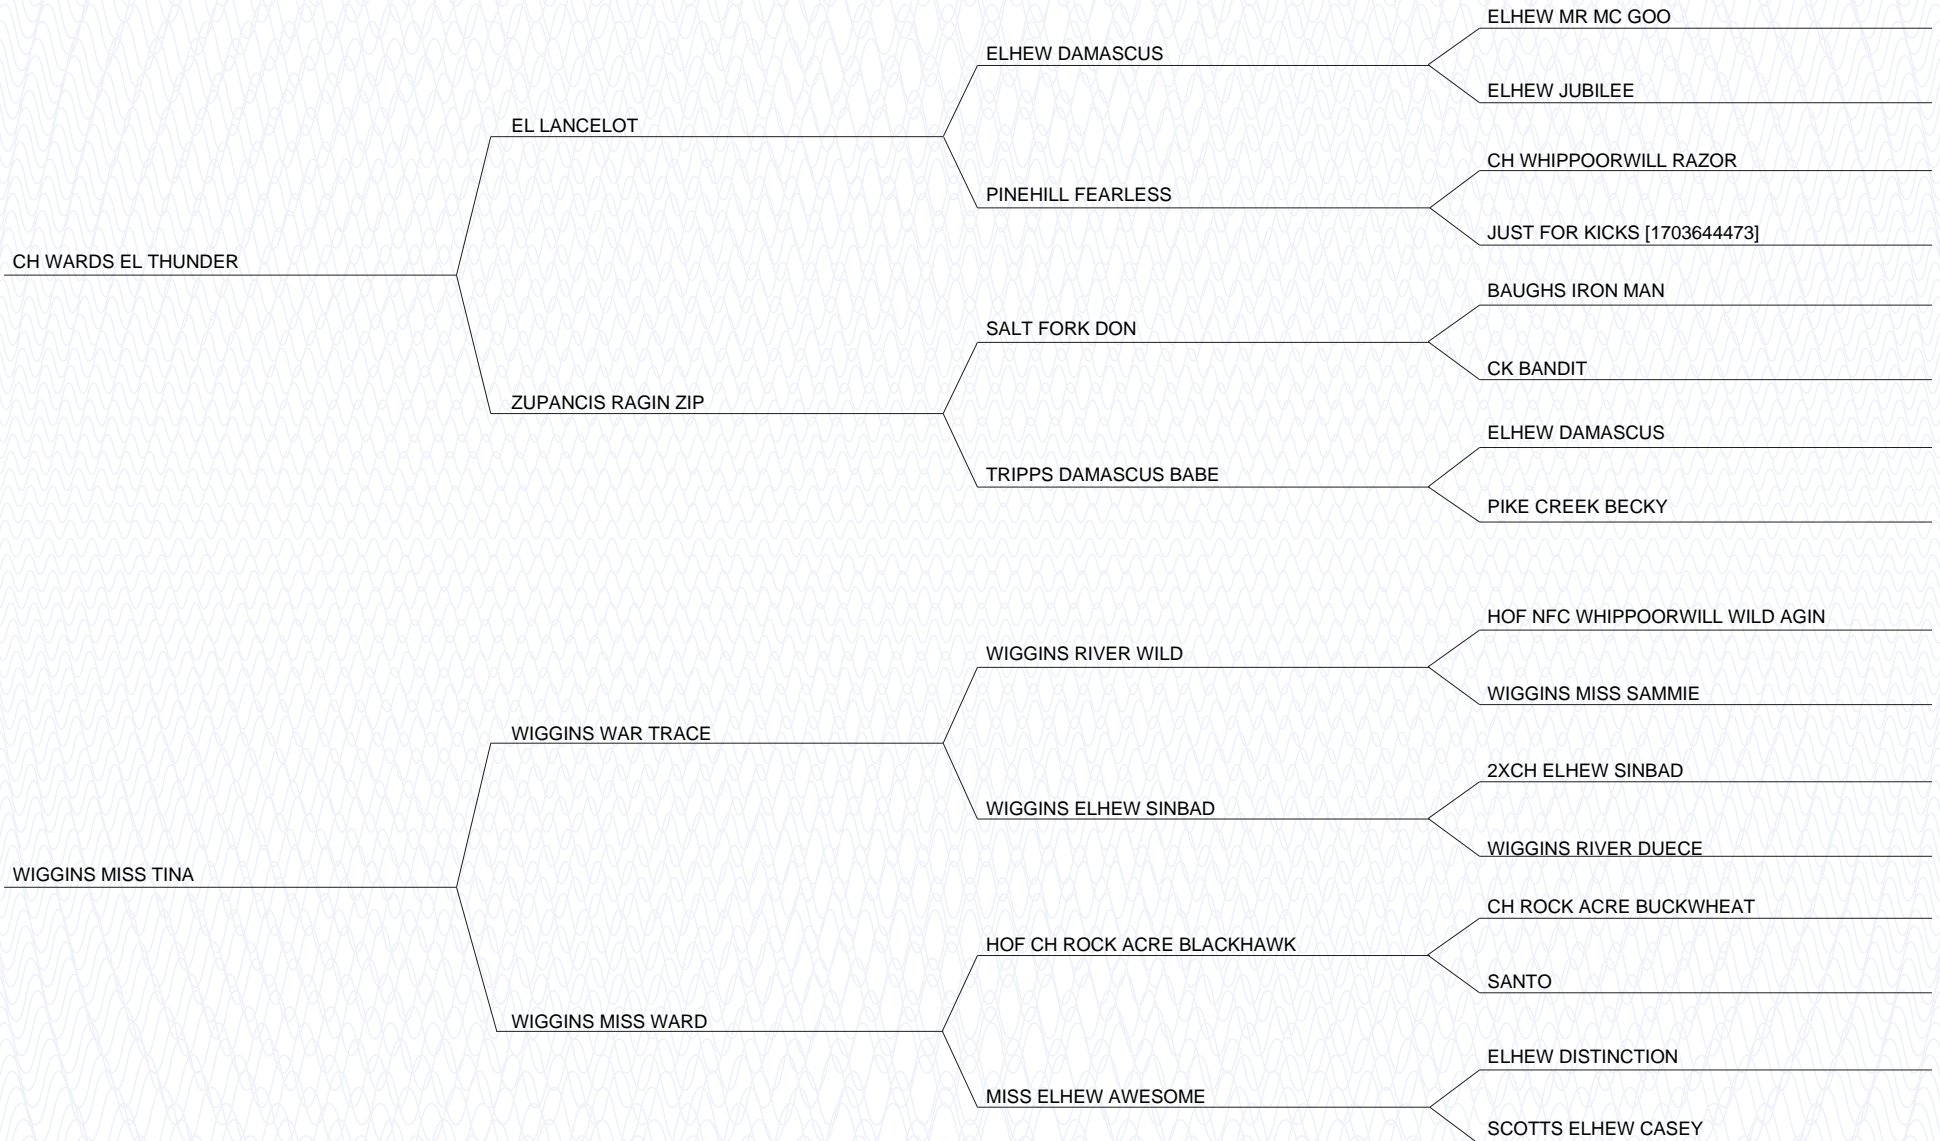 ELHEW MR MC GOO
ELHEW DAMASCUS
ELHEW JUBILEE
EL LANCELOT
CH WHIPPOORWILL RAZOR
PINEHILL FEARLESS
JUST FOR KICKS [1703644473]
CH WARDS EL THUNDER
BAUGHS IRON MAN
SALT FORK DON
CK BANDIT
ZUPANCIS RAGIN ZIP
ELHEW DAMASCUS
TRIPPS DAMASCUS BABE
PIKE CREEK BECKY
HOF NFC WHIPPOORWILL WILD AGIN
WIGGINS RIVER WILD
WIGGINS MISS SAMMIE
WIGGINS WAR TRACE
2XCH ELHEW SINBAD
WIGGINS ELHEW SINBAD
WIGGINS RIVER DUECE
WIGGINS MISS TINA
CH ROCK ACRE BUCKWHEAT
HOF CH ROCK ACRE BLACKHAWK
SANTO
WIGGINS MISS WARD
ELHEW DISTINCTION
MISS ELHEW AWESOME
SCOTTS ELHEW CASEY